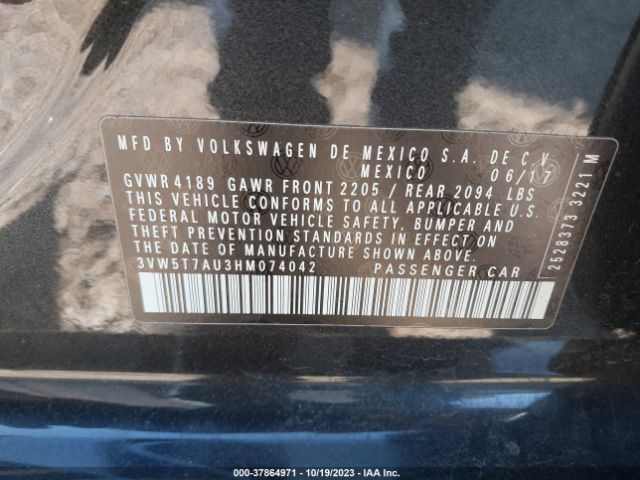 MFD BY VOLKSWAGEN DE MEXICO S.A. DE C.V.
MEXICO 06/17
GVWR 4189 GAWR FRONT 2205 / REAR 2094 LBS
THIS VEHICLE CONFORMS TO ALL APPLICABLE U.S.
FEDERAL MOTOR VEHICLE SAFETY, BUMPER AND
THEFT PREVENTION STANDARDS IN EFFECT ON
THE DATE OF MANUFACTURE SHOWN ABOVE.
3VW5T7AU3HM074042 PASSENGER CAR
2528373 3221 M
000-37864971 | 10/19/2023 | IAA Inc.